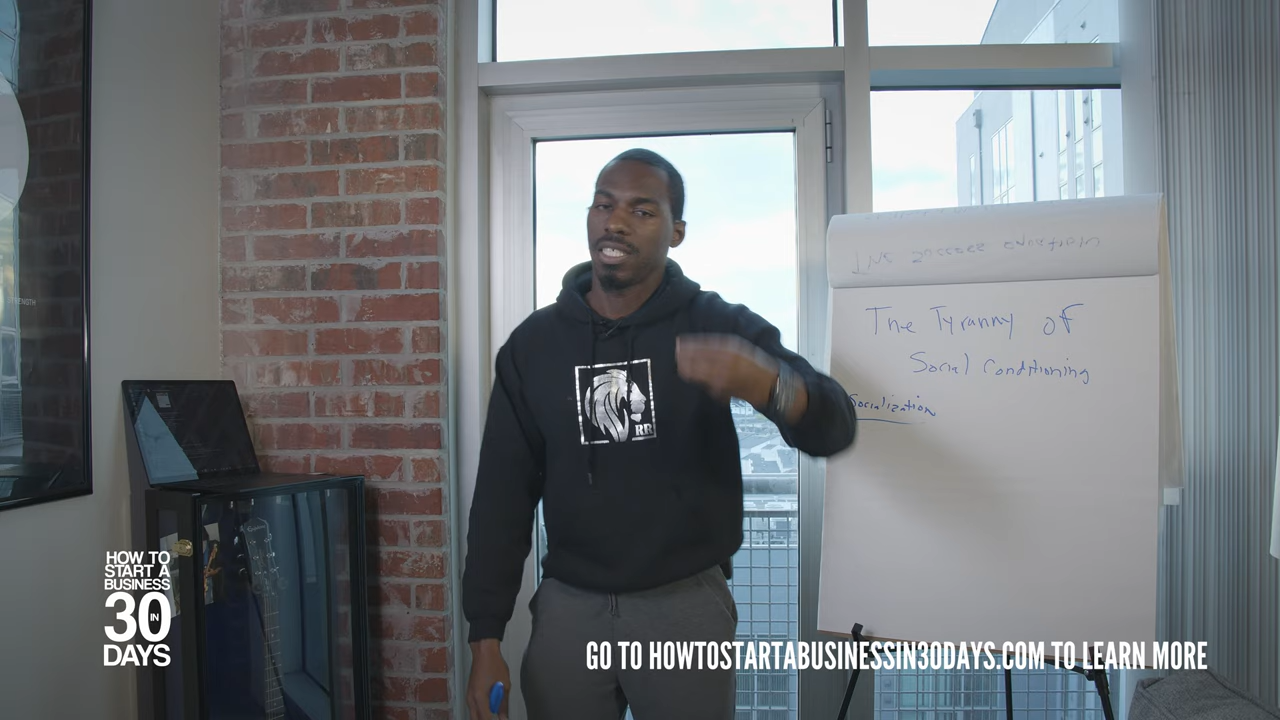 The Tyranny of
Social Conditioning
Socialization
RR
HOW TO
START A
BUSINESS
30 IN
DAYS
GO TO HOWTOSTARTABUSINESSIN30DAYS.COM TO LEARN MORE